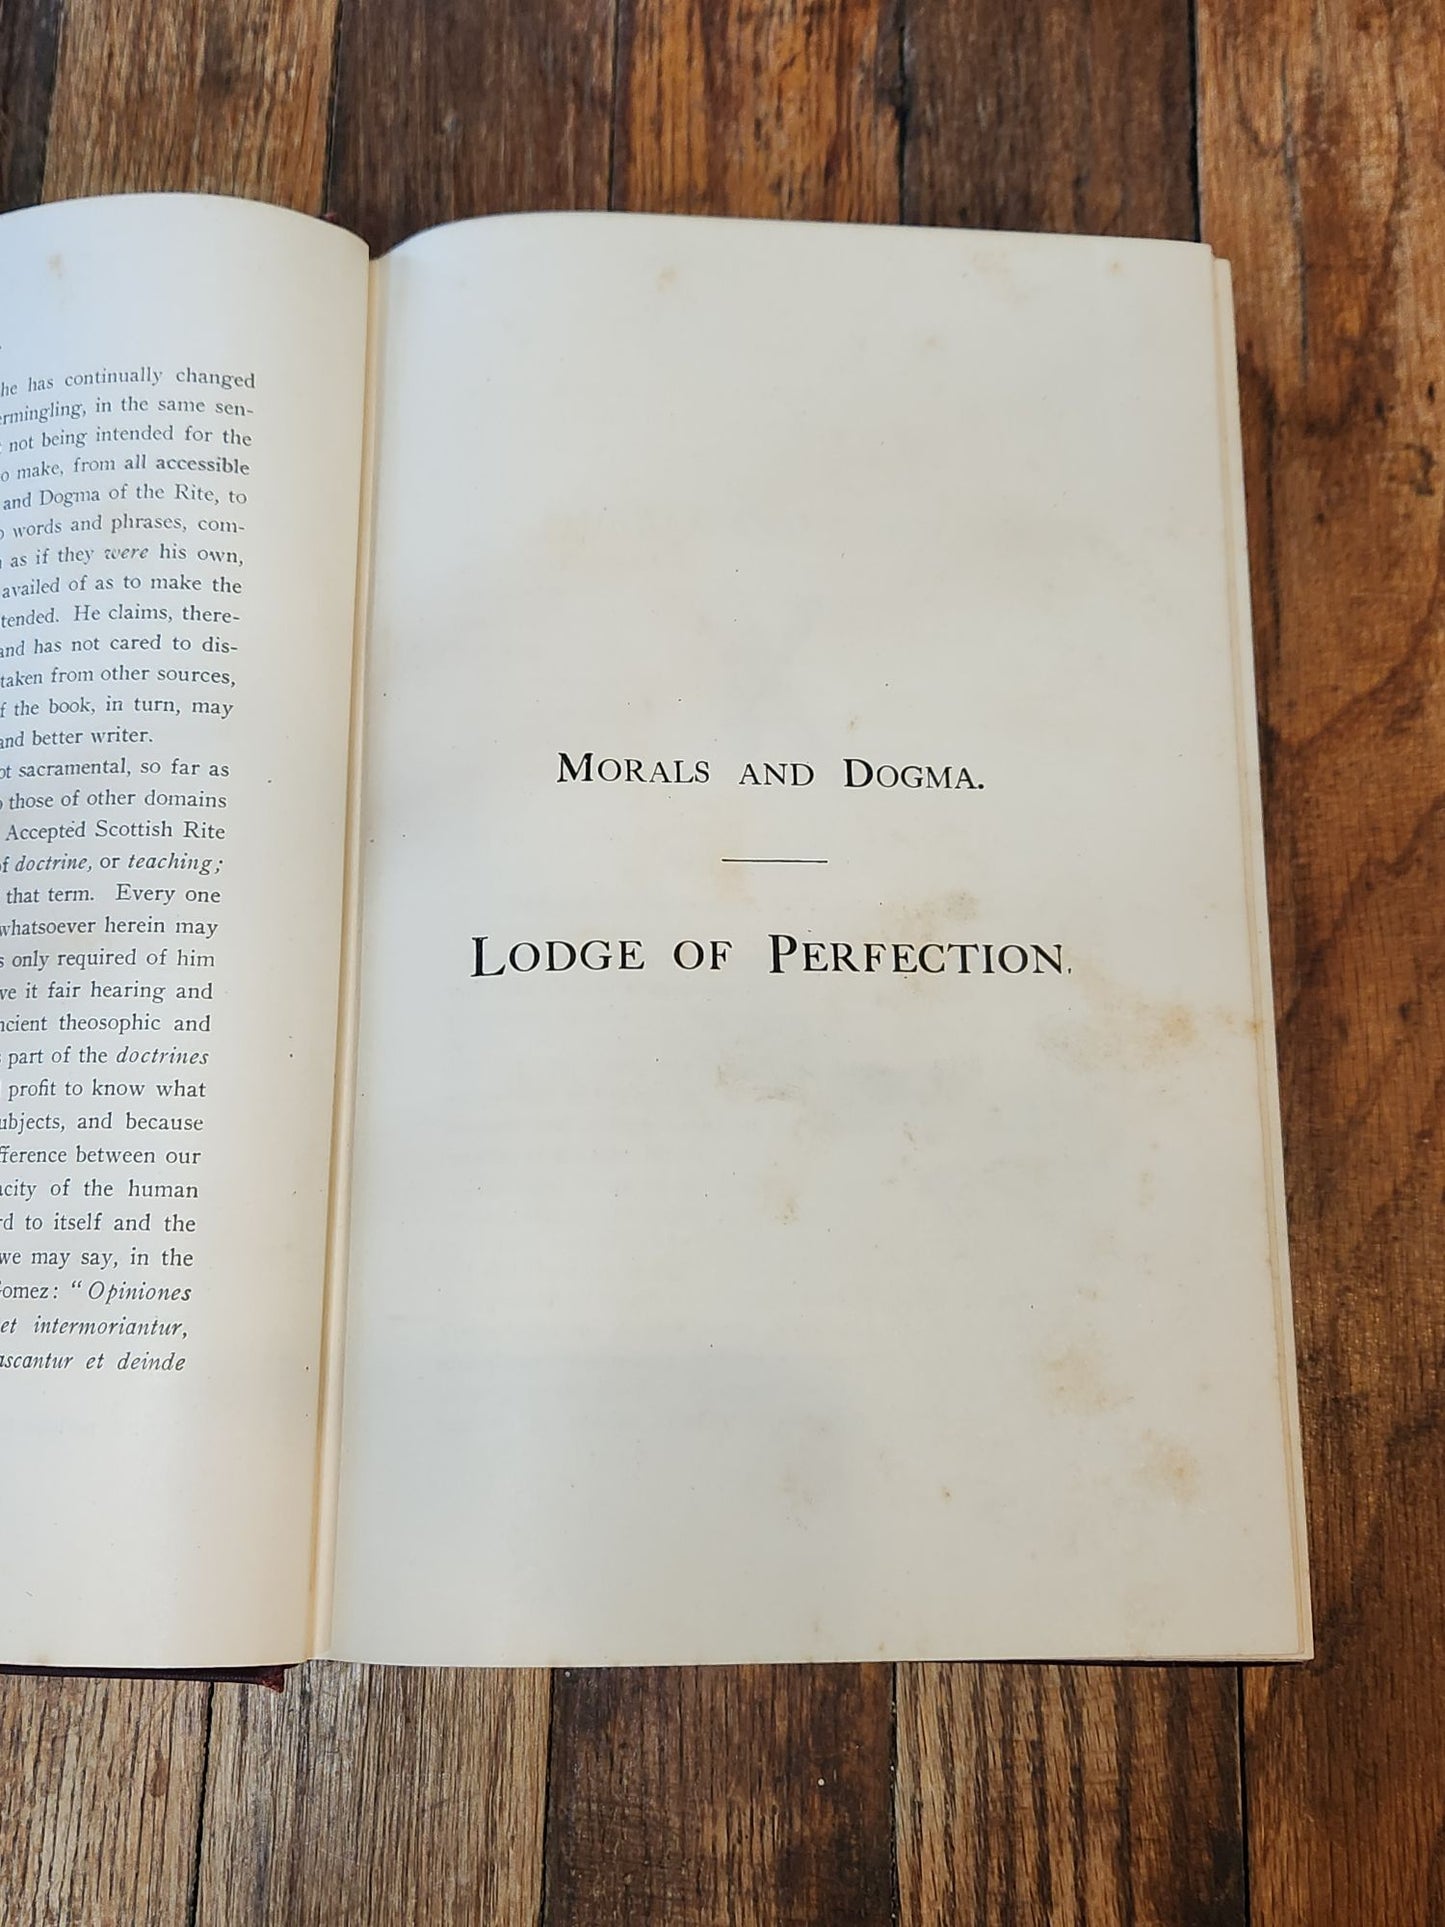 he has continually changed
in the same sen-
not being intended for the
make, from all accessible
and Dogma of the Rite, to
words and phrases, com-
as if they were his own,
availed of as to make the
tended. He claims, there-
and has not cared to dis-
taken from other sources,
f the book, in turn, may
and better writer.
ot sacramental, so far as
those of other domains
Accepted Scottish Rite
of doctrine, or teaching;
that term. Every one
whatsoever herein may
s only required of him
ve it fair hearing and
ncient theosophic and
part of the doctrines
profit to know what
ubjects, and because
fference between our
acity of the human
rd to itself and the
we may say, in the
Gomez: “Opiniones
et intermoriantur,
ascantur et deinde
MORALS AND DOGMA.
LODGE OF PERFECTION.